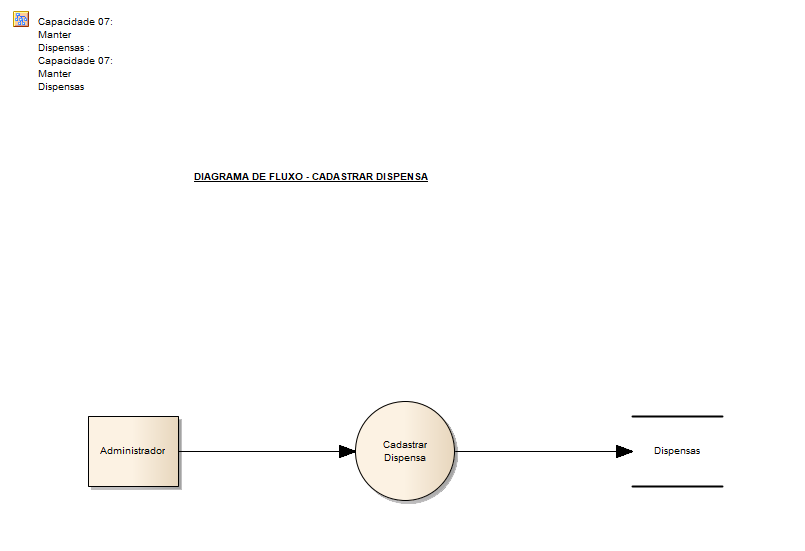 Capacidade 07:
Manter
Dispensas :
Capacidade 07:
Manter
Dispensas
DIAGRAMA DE FLUXO - CADASTRAR DISPENSA
Administrador
Cadastrar
Dispensa
Dispensas